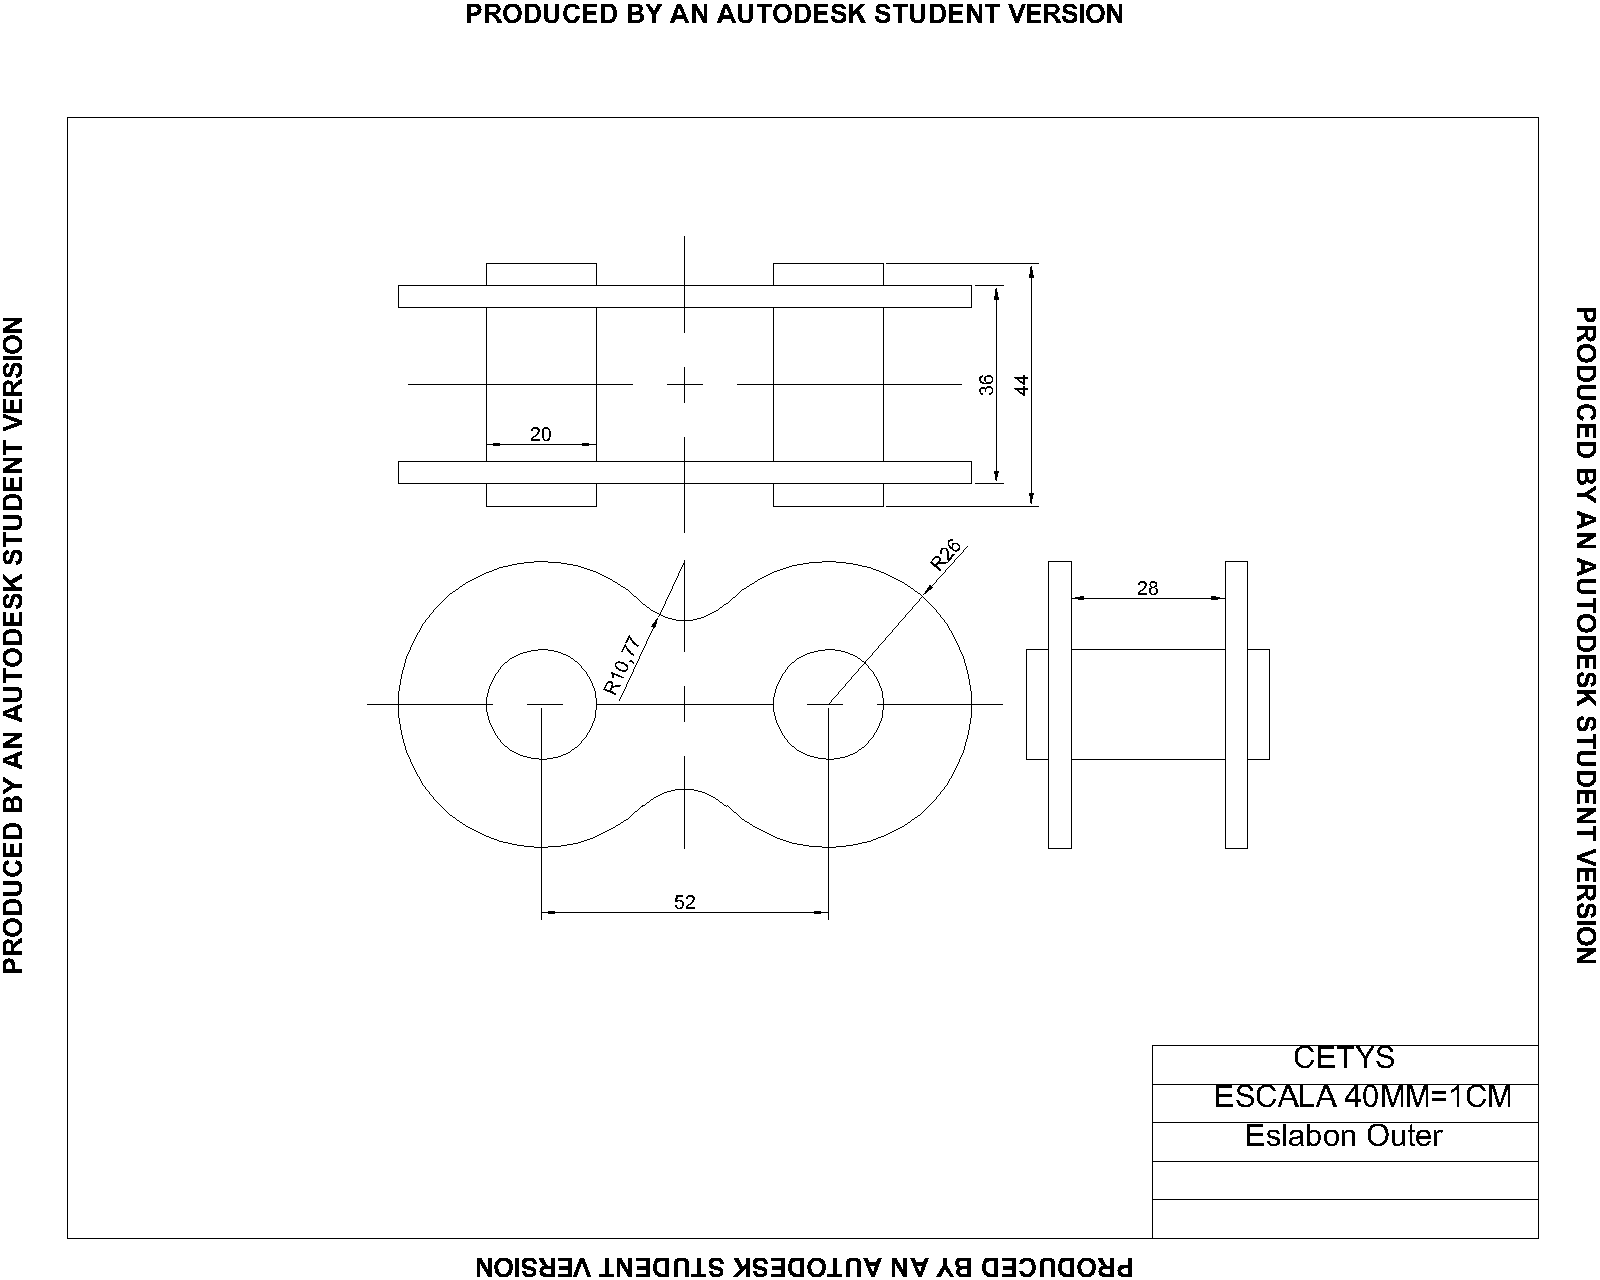 PRODUCED BY AN AUTODESK STUDENT VERSION
PRODUCED BY AN AUTODESK STUDENT VERSION
PRODUCED BY AN AUTODESK STUDENT VERSION
36
44
20
R26
R10,77
28
52
CETYS
ESCALA 40MM=1CM
Eslabon Outer
PRODUCED BY AN AUTODESK STUDENT VERSION